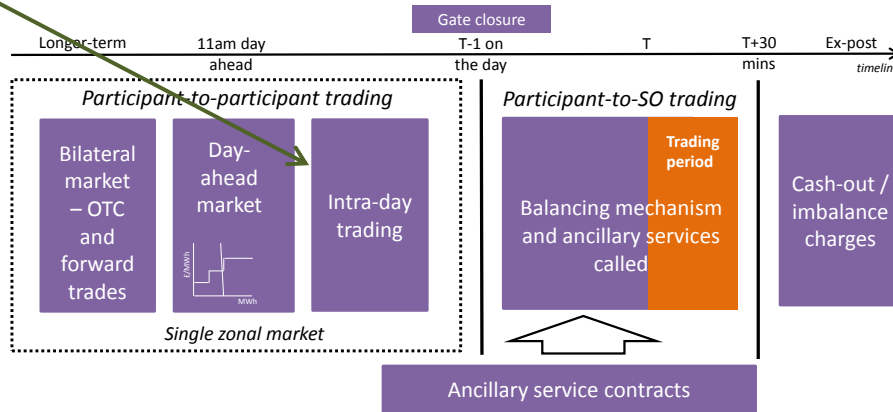 Gate closure
Longer-term
11am day
ahead
T-1 on
the day
T
T+30
mins
Ex-post
timelin
Participant-to-participant trading
Participant-to-SO trading
Bilateral
market
– OTC
and
forward
trades
Day-
ahead
market
£/MWh
MWh
Intra-day
trading
Trading
period
Balancing mechanism
and ancillary services
called
Cash-out /
imbalance
charges
Single zonal market
Ancillary service contracts